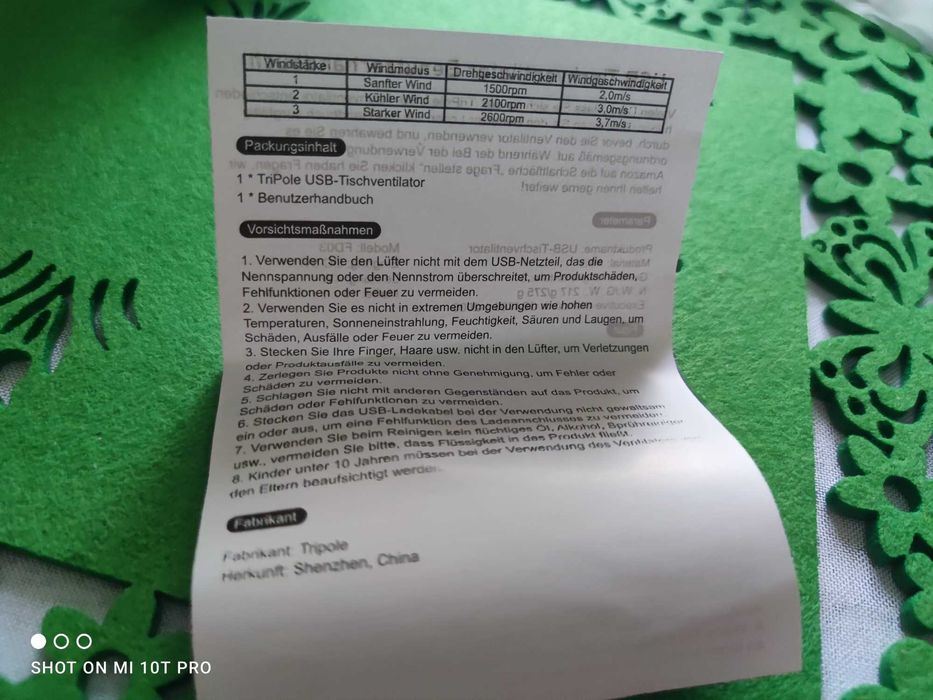 Windstärke Windmodus Drehgeschwindigkeit Windgeschwindigkeit
1 Sanfter Wind 1500rpm 2,0m/s
2 Kühler Wind 2100rpm 3,0m/s
3 Starker Wind 2600rpm 3,7m/s
Packungsinhalt
1 * TriPole USB-Tischventilator
1 * Benutzerhandbuch
Vorsichtsmaßnahmen
1. Verwenden Sie den Lüfter nicht mit dem USB-Netzteil, das die
Nennspannung oder den Nennstrom überschreitet, um Produktschäden,
Fehlfunktionen oder Feuer zu vermeiden.
2. Verwenden Sie es nicht in extremen Umgebungen wie hohen
Temperaturen, Sonneneinstrahlung, Feuchtigkeit, Säuren und Laugen, um
Schäden, Ausfälle oder Feuer zu vermeiden.
3. Stecken Sie Ihre Finger, Haare usw. nicht in den Lüfter, um Verletzungen
oder Produktausfälle zu vermeiden.
4. Zerlegen Sie Produkte nicht ohne Genehmigung, um Fehler oder
Schäden zu vermeiden.
5. Schlagen Sie nicht mit anderen Gegenständen auf das Produkt, um
Schäden oder Fehlfunktionen zu vermeiden.
6. Stecken Sie das USB-Ladekabel bei der Verwendung nicht gewaltsam
ein oder aus, um eine Fehlfunktion des Ladeanschlusses zu vermeiden.
7. Verwenden Sie beim Reinigen kein flüchtiges Öl, Alkohol, Sprühreiniger
usw., vermeiden Sie bitte, dass Flüssigkeit in das Produkt fließt.
8. Kinder unter 10 Jahren müssen bei der Verwendung des Ventilators von
den Eltern beaufsichtigt werden.
Fabrikant
Fabrikant: Tripole
Herkunft: Shenzhen, China
SHOT ON MI 10T PRO